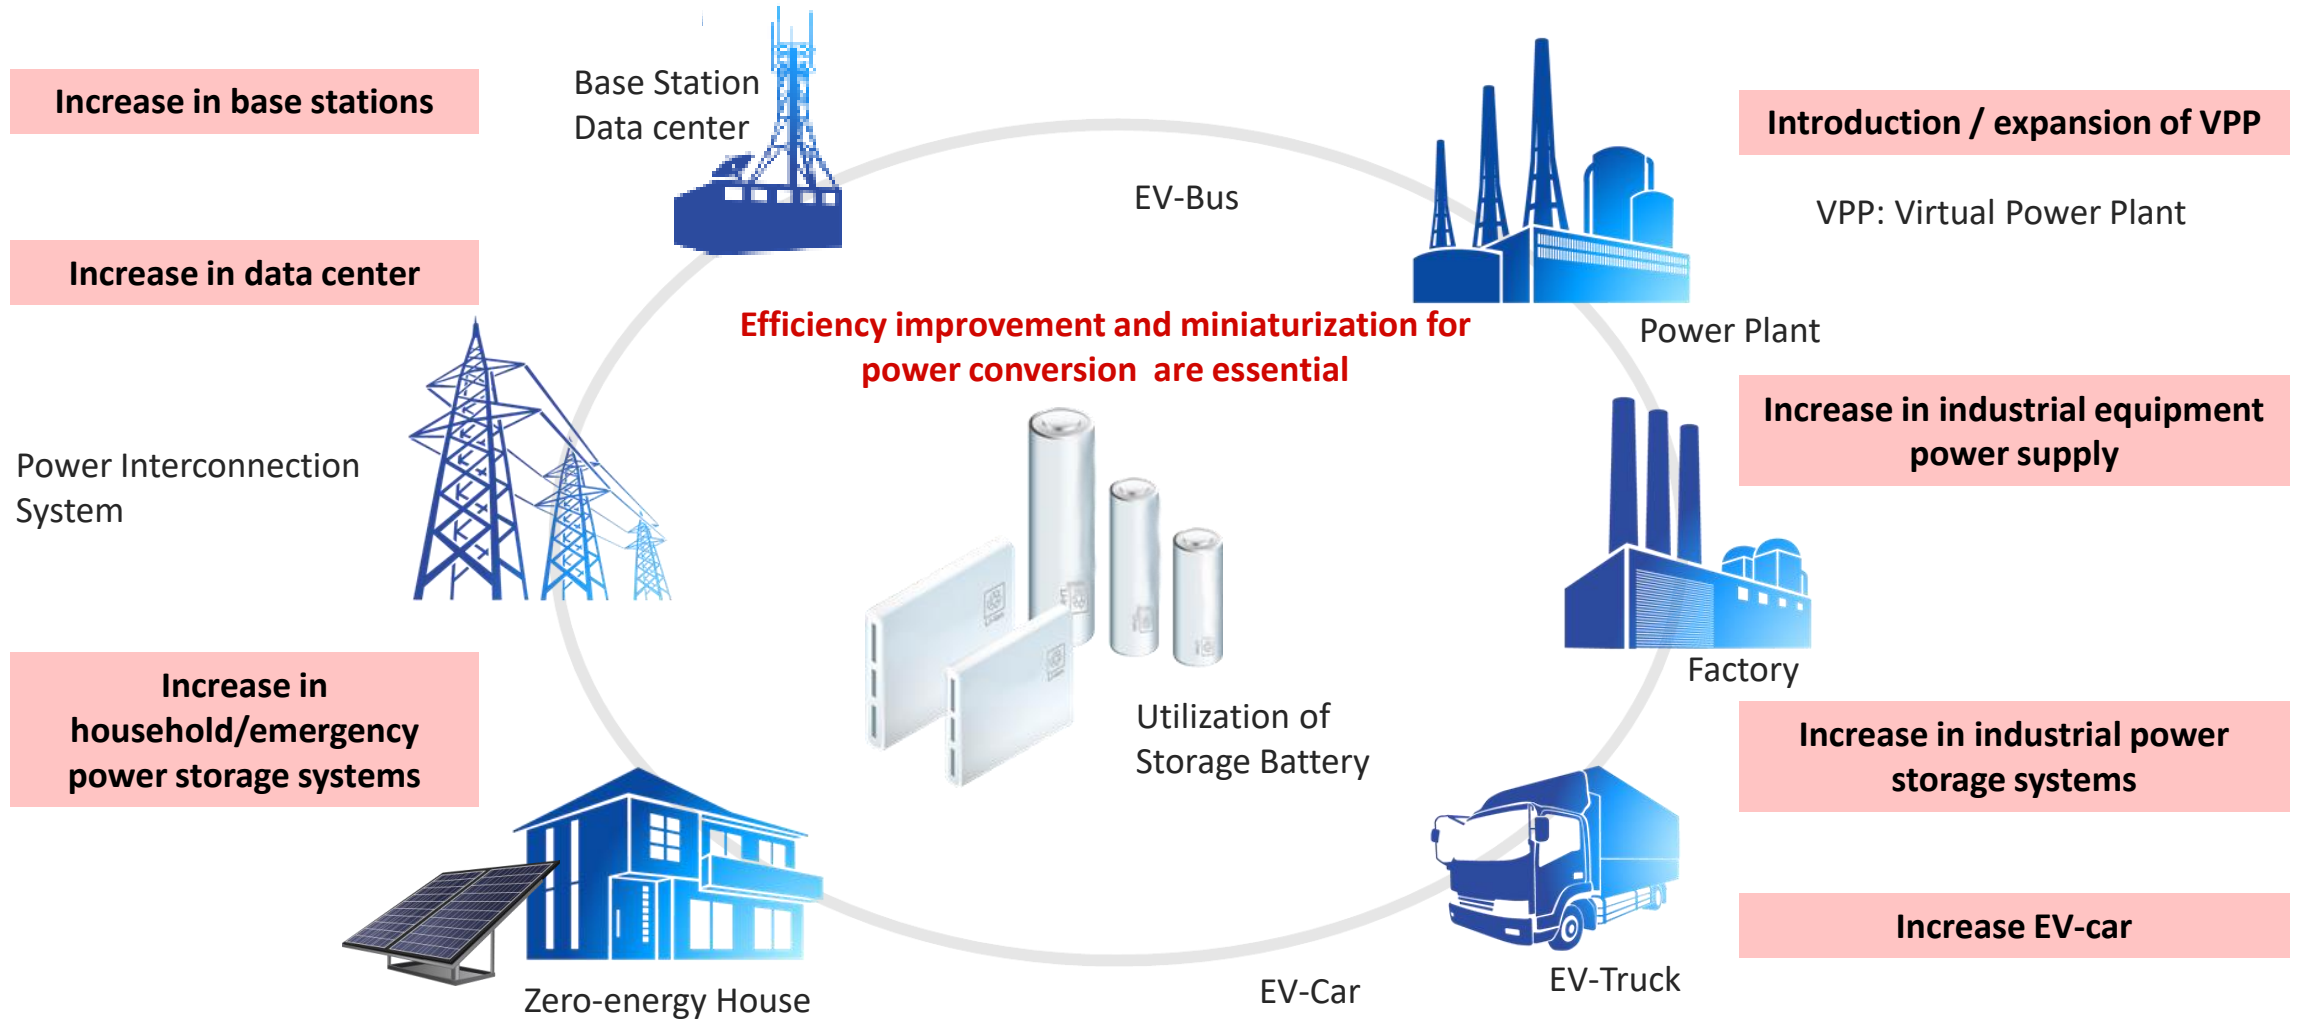 Increase in base stations
Base Station
Data center
Introduction / expansion of VPP
EV-Bus
VPP: Virtual Power Plant
Increase in data center
Efficiency improvement and miniaturization for
power conversion are essential
Power Plant
Increase in industrial equipment
power supply
Power Interconnection
System
Factory
Increase in
household/emergency
power storage systems
Utilization of
Storage Battery
Increase in industrial power
storage systems
Increase EV-car
EV-Truck
EV-Car
Zero-energy House